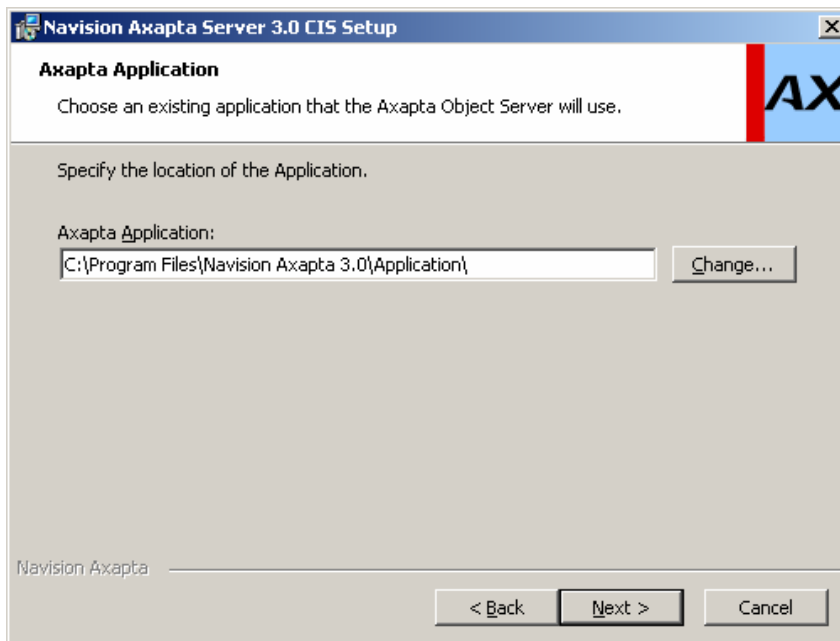 Navision Axapta Server 3.0 CIS Setup
Axapta Application
Choose an existing application that the Axapta Object Server will use.
AX
Specify the location of the Application.
Axapta Application:
C:\Program Files\Navision Axapta 3.0\Application\
Change...
Navision Axapta
< Back
Next >
Cancel